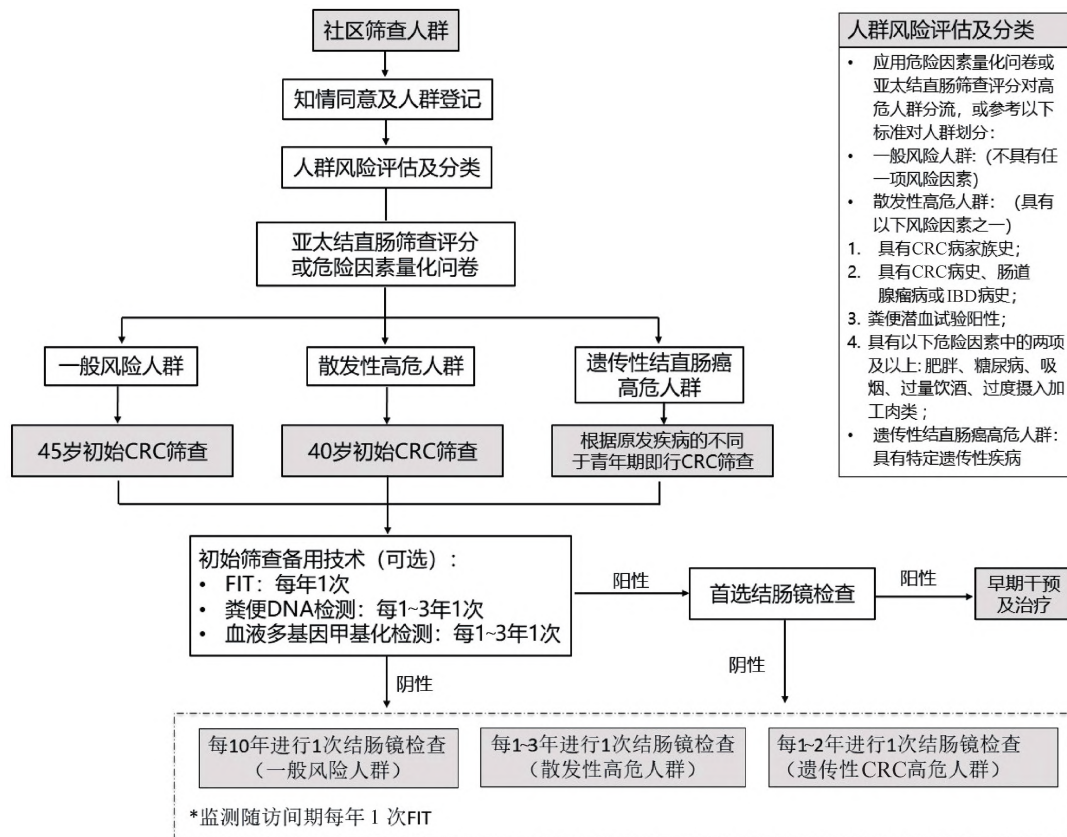 社区筛查人群
知情同意及人群登记
人群风险评估及分类
亚太结直肠筛查评分
或危险因素量化问卷
一般风险人群
散发性高危人群
遗传性结直肠癌
高危人群
45岁初始CRC筛查
40岁初始CRC筛查
根据原发疾病的不同
于青年期即行CRC筛查
初始筛查备用技术（可选）：
• FIT：每年1次
• 粪便DNA检测：每1~3年1次
• 血液多基因甲基化检测：每1~3年1次
阳性
首选结肠镜检查
阳性
早期干预
及治疗
阴性
阴性
每10年进行1次结肠镜检查
（一般风险人群）
每1~3年进行1次结肠镜检查
（散发性高危人群）
每1~2年进行1次结肠镜检查
（遗传性CRC高危人群）
*监测随访间期每年 1 次FIT
人群风险评估及分类
• 应用危险因素量化问卷或
亚太结直肠筛查评分对高
危人群分流，或参考以下
标准对人群划分：
• 一般风险人群:（不具有任
一项风险因素）
• 散发性高危人群：（具有
以下风险因素之一）
1. 具有CRC病家族史；
2. 具有CRC病史、肠道
腺瘤病或IBD病史；
3. 粪便潜血试验阳性；
4. 具有以下危险因素中的两项
及以上: 肥胖、糖尿病、吸
烟、过量饮酒、过度摄入加
工肉类；
• 遗传性结直肠癌高危人群：
具有特定遗传性疾病